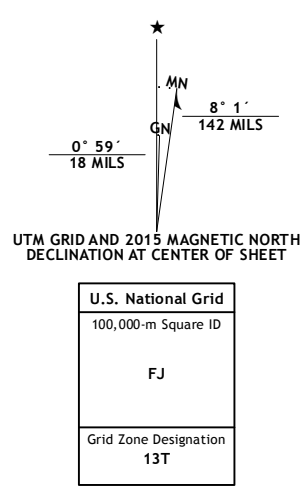 MN
8° 1´
142 MILS
GN
0° 59´
18 MILS
UTM GRID AND 2015 MAGNETIC NORTH
DECLINATION AT CENTER OF SHEET
U.S. National Grid
100,000-m Square ID
FJ
Grid Zone Designation
13T